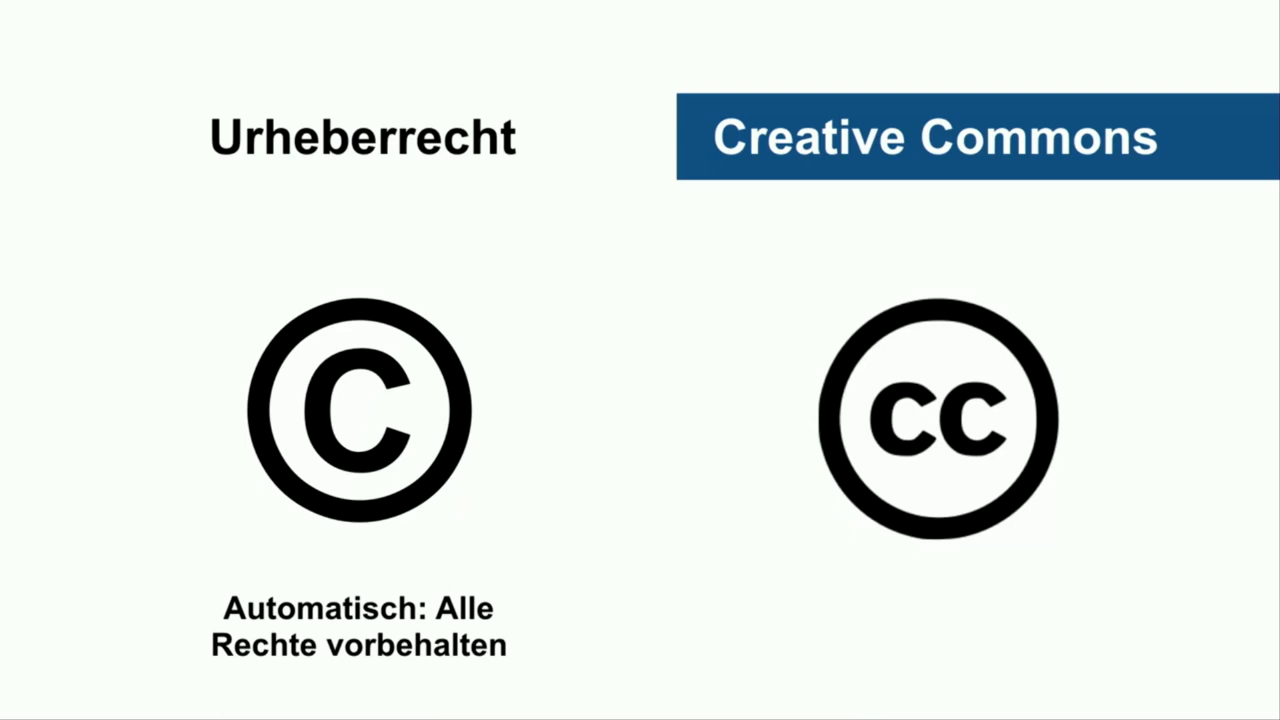 Urheberrecht
Creative Commons
©
cc
Automatisch: Alle
Rechte vorbehalten